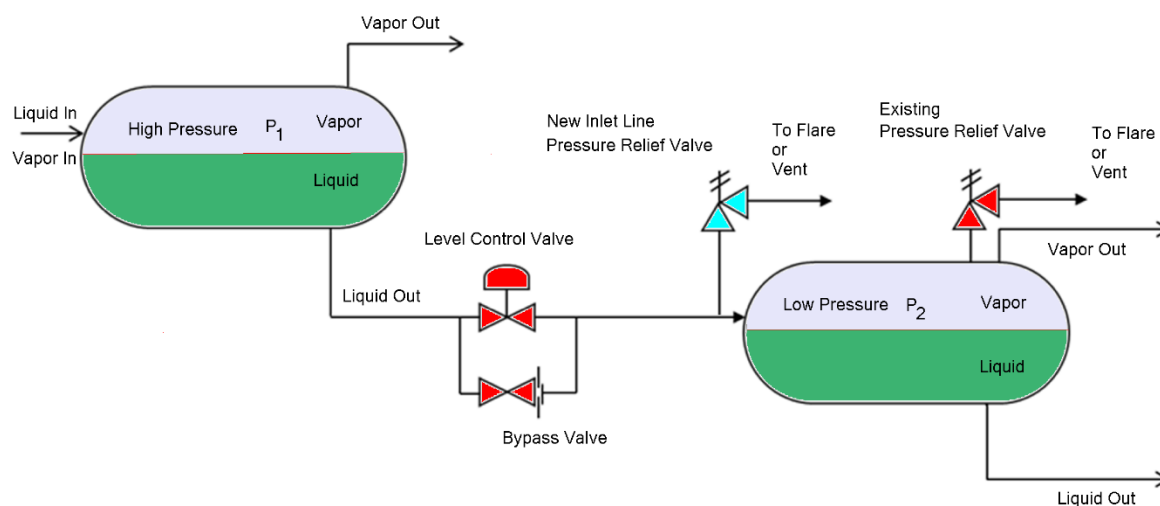 Vapor Out
Liquid In
Vapor In
High Pressure P1 Vapor
Liquid
New Inlet Line
Pressure Relief Valve
To Flare
or
Vent
Existing
Pressure Relief Valve
To Flare
or
Vent
Level Control Valve
Vapor Out
Liquid Out
Low Pressure P2 Vapor
Liquid
Bypass Valve
Liquid Out